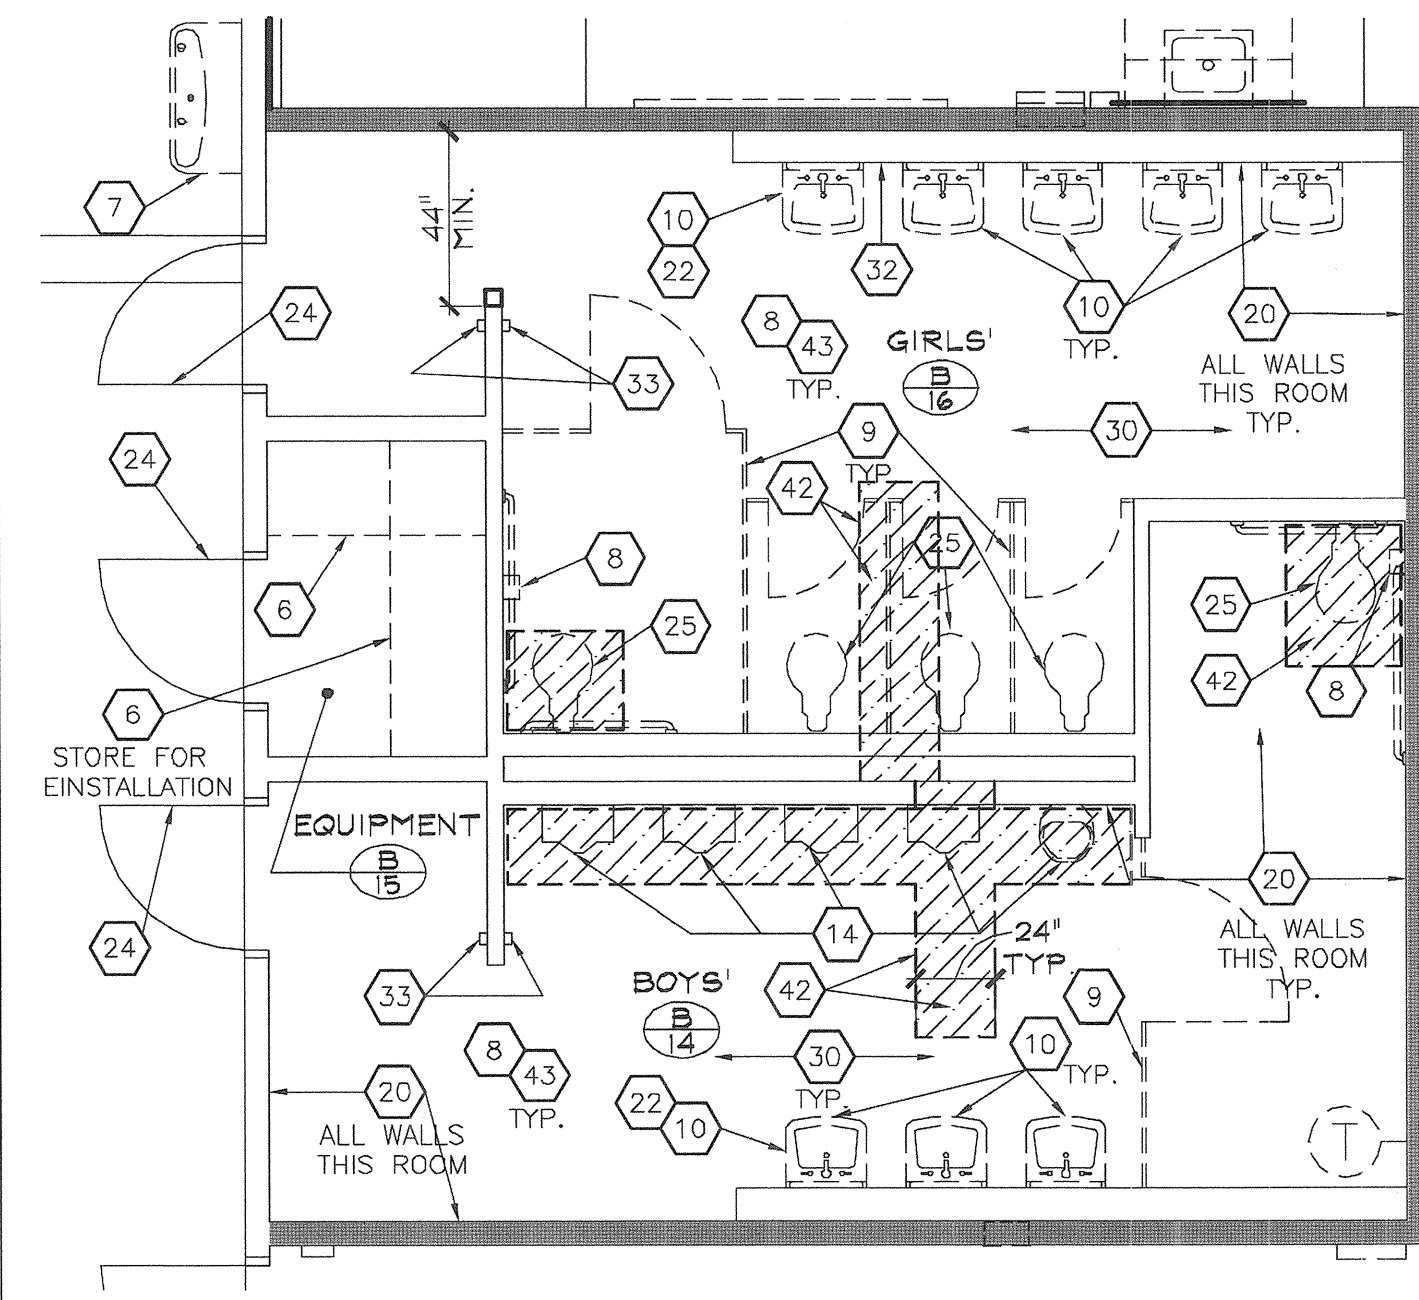 7
44"
MIN.
10
22
32
10
TYP.
20
ALL WALLS
THIS ROOM
TYP.
24
8
43
TYP.
GIRLS'
B
16
33
9
TYP
30
24
42
25
8
6
25
25
42
8
6
STORE FOR
EINSTALLATION
EQUIPMENT
B
15
20
ALL WALLS
THIS ROOM
TYP.
24
14
24"
TYP.
33
BOYS'
B
14
42
9
8
43
TYP.
30
TYP.
10
TYP.
20
ALL WALLS
THIS ROOM
22
10
T